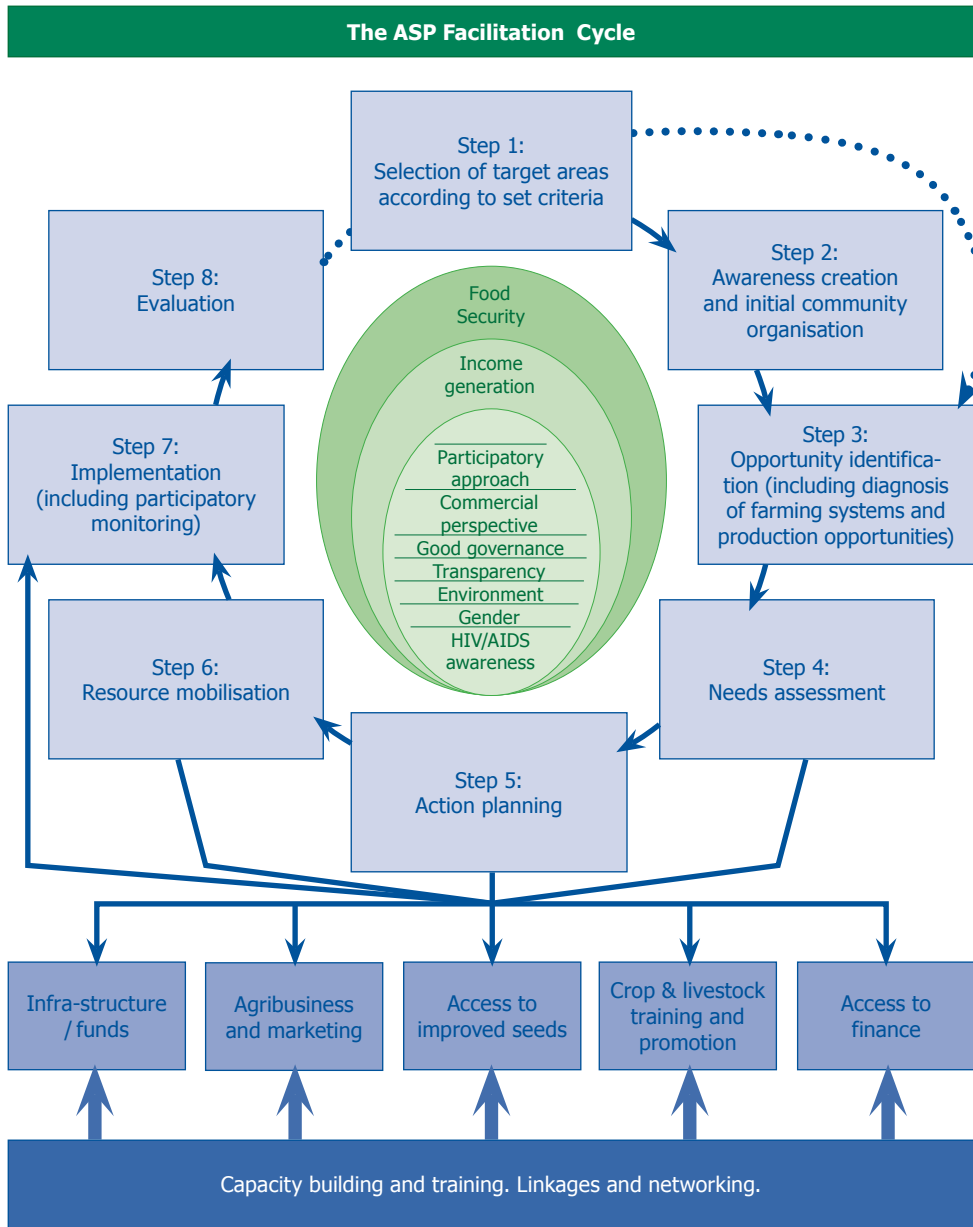 The ASP Facilitation Cycle
Step 1:
Selection of target areas
according to set criteria
Step 2:
Awareness creation
and initial community
organisation
Step 3:
Opportunity identifica-
tion (including diagnosis
of farming systems and
production opportunities)
Step 4:
Needs assessment
Step 5:
Action planning
Step 6:
Resource mobilisation
Step 7:
Implementation
(including participatory
monitoring)
Step 8:
Evaluation
Food
Security
Income
generation
Participatory
approach
Commercial
perspective
Good governance
Transparency
Environment
Gender
HIV/AIDS
awareness
Infra-structure
/ funds
Agribusiness
and marketing
Access to
improved seeds
Crop & livestock
training and
promotion
Access to
finance
Capacity building and training. Linkages and networking.